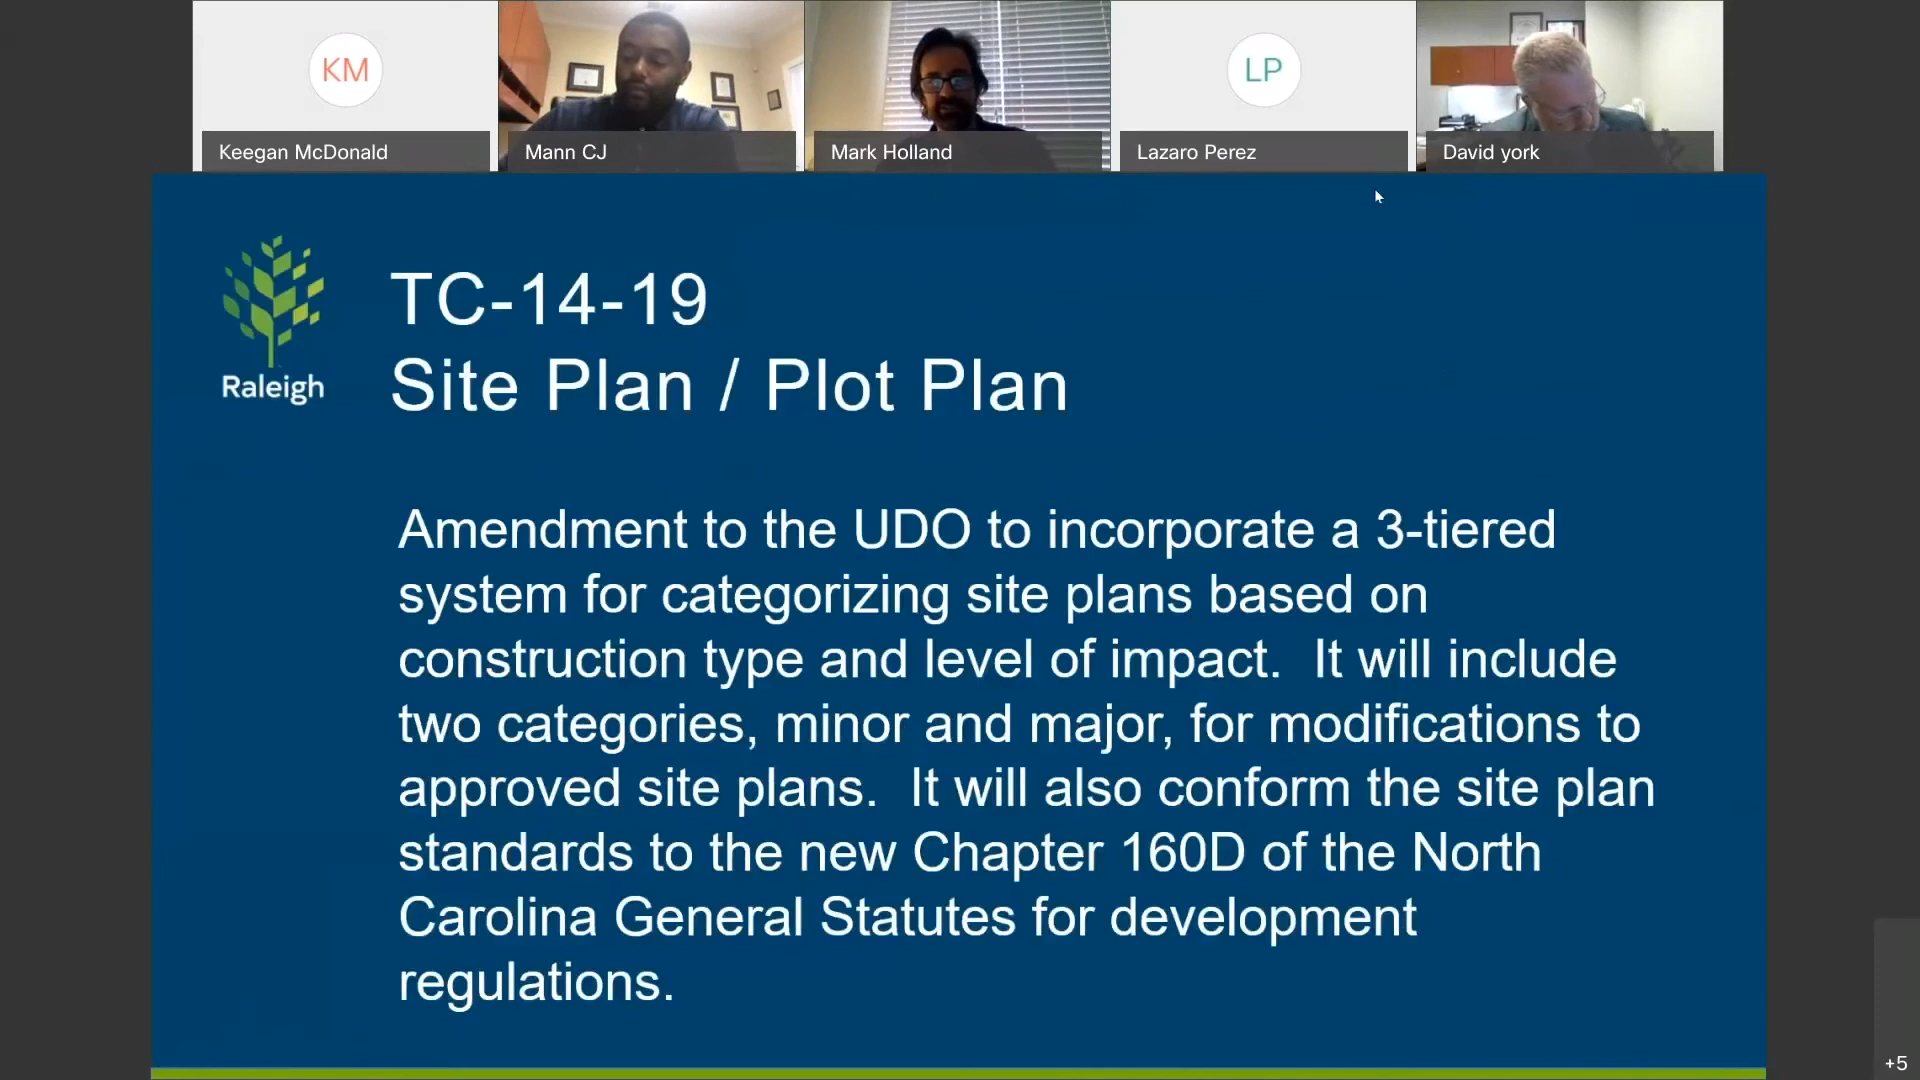 KM
LP
Keegan McDonald
Mann CJ
Mark Holland
Lazaro Perez
David york
Raleigh
TC-14-19
Site Plan / Plot Plan
Amendment to the UDO to incorporate a 3-tiered
system for categorizing site plans based on
construction type and level of impact.  It will include
two categories, minor and major, for modifications to
approved site plans.  It will also conform the site plan
standards to the new Chapter 160D of the North
Carolina General Statutes for development
regulations.
+5